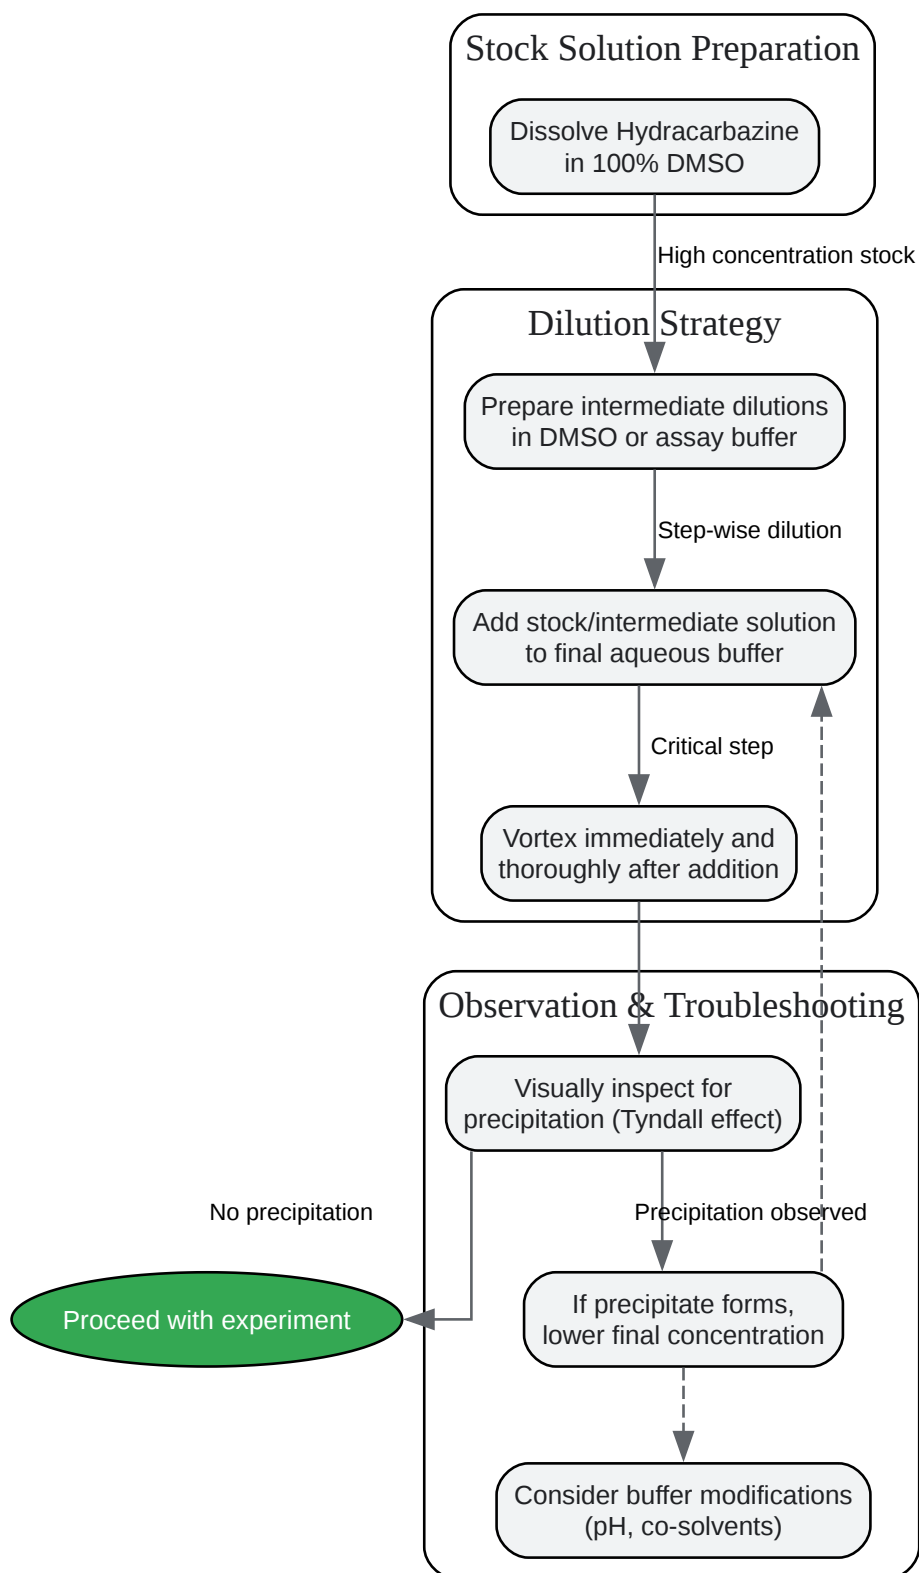 Stock Solution Preparation
Dissolve Hydracarbazine
in 100% DMSO
High concentration stock
Dilution Strategy
Prepare intermediate dilutions
in DMSO or assay buffer
Step-wise dilution
Add stock/intermediate solution
to final aqueous buffer
Critical step
Vortex immediately and
thoroughly after addition
Observation & Troubleshooting
Visually inspect for
precipitation (Tyndall effect)
No precipitation
Precipitation observed
Proceed with experiment
If precipitate forms,
lower final concentration
Consider buffer modifications
(pH, co-solvents)